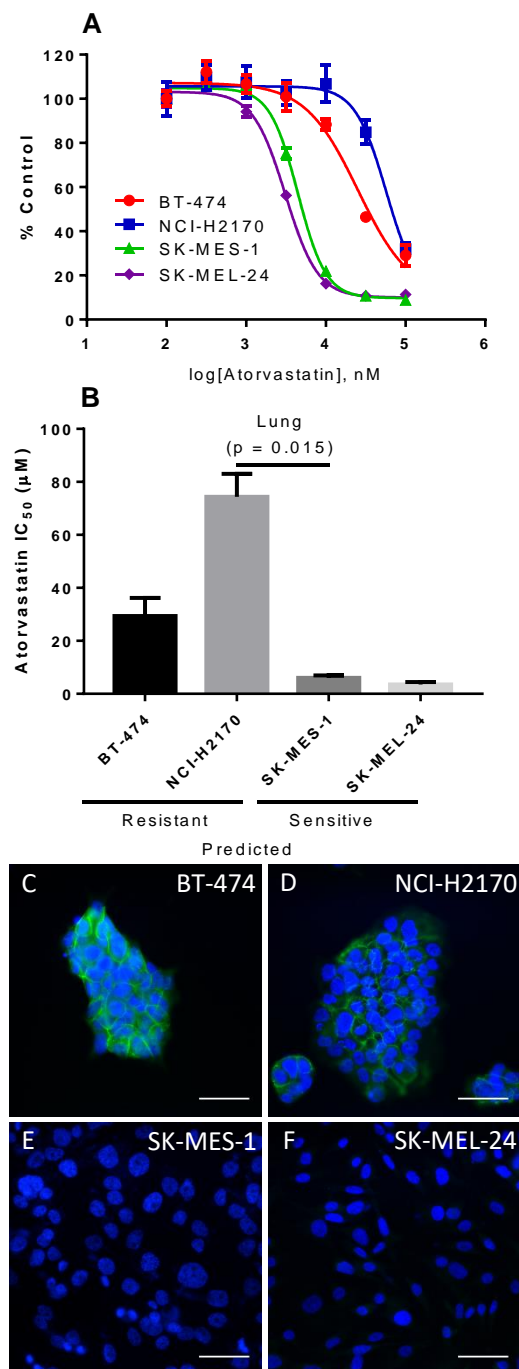 A
120
100
80
60
40
20
0
% Control
BT-474
NCI-H2170
SK-MES-1
SK-MEL-24
1 2 3 4 5 6
log[Atorvastatin], nM
B
Lung
(p = 0.015)
100
80
60
40
20
0
Atorvastatin IC50 (μM)
BT-474
NCI-H2170
SK-MES-1
SK-MEL-24
Resistant Sensitive
Predicted
C BT-474
D NCI-H2170
E SK-MES-1
F SK-MEL-24